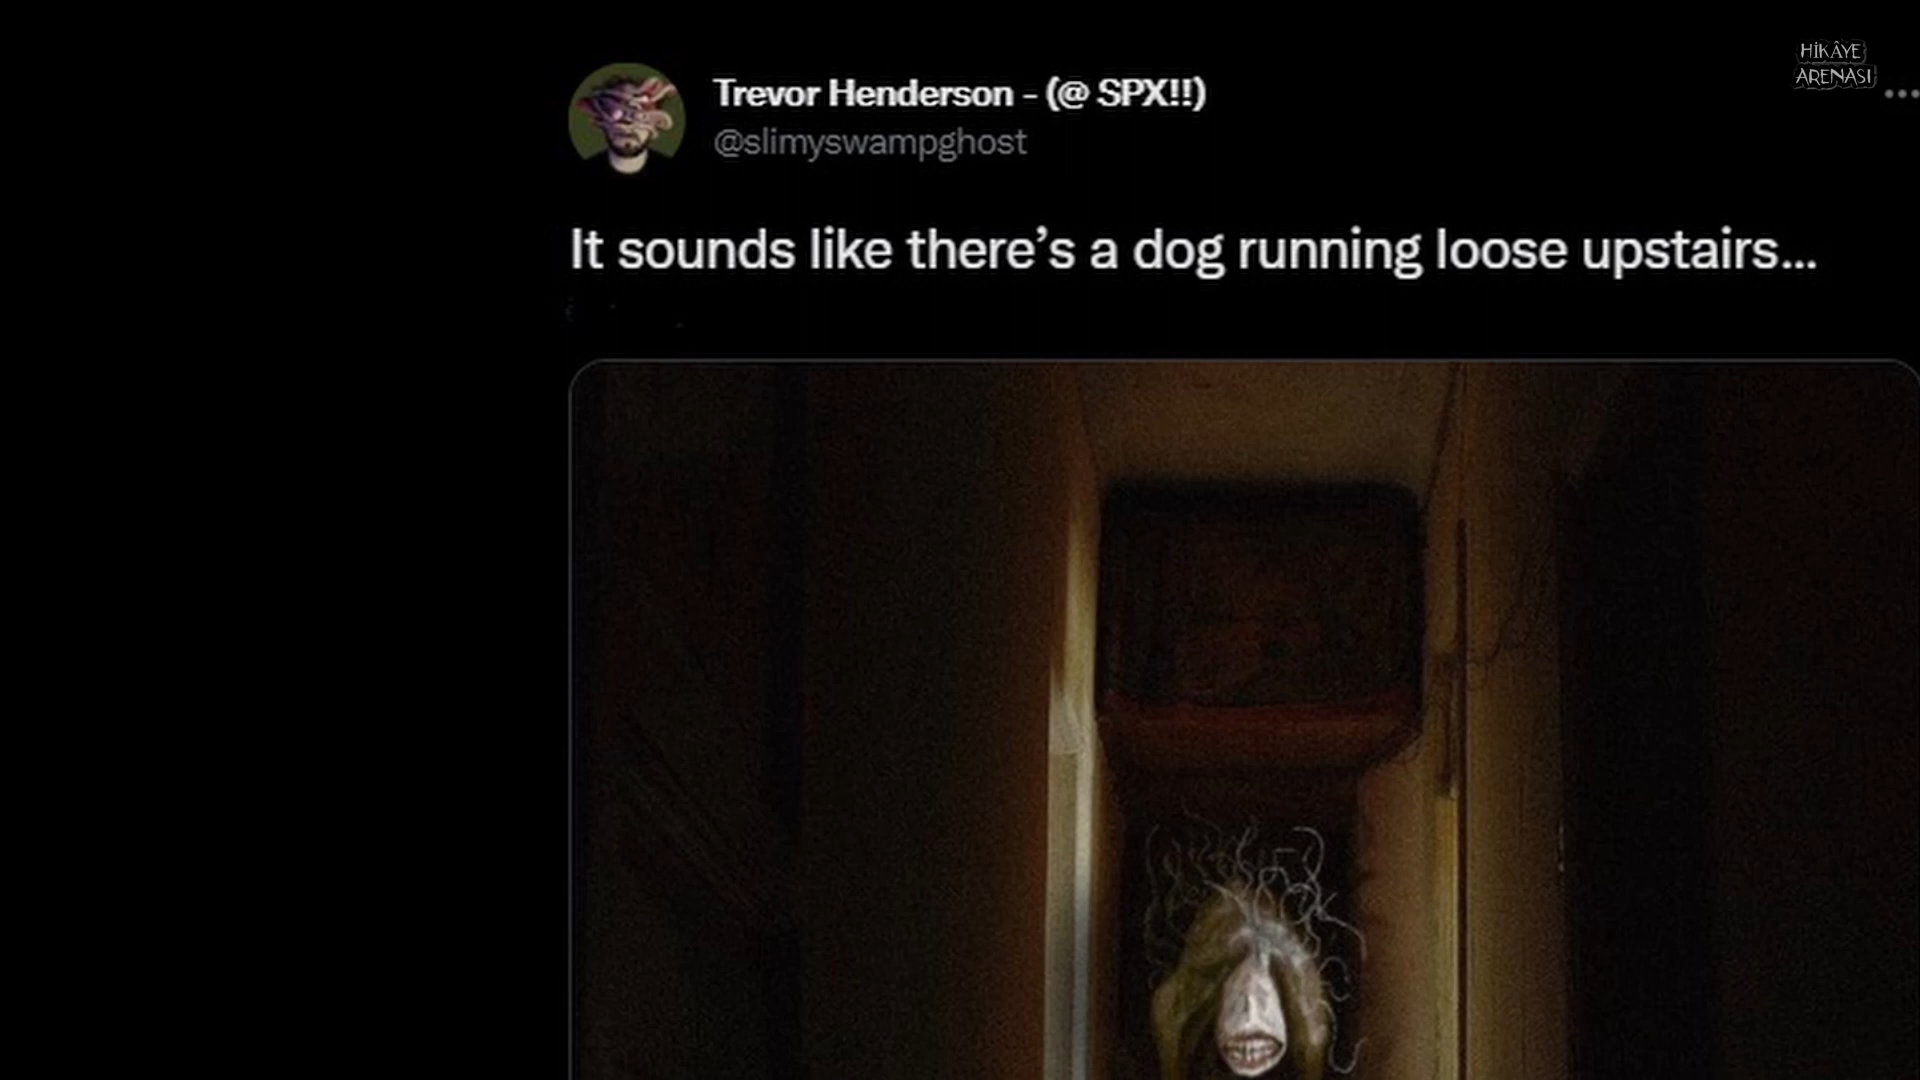 HİKÂYE
ARENASI
Trevor Henderson - (@ SPX!!)
@slimyswampghost
It sounds like there’s a dog running loose upstairs...